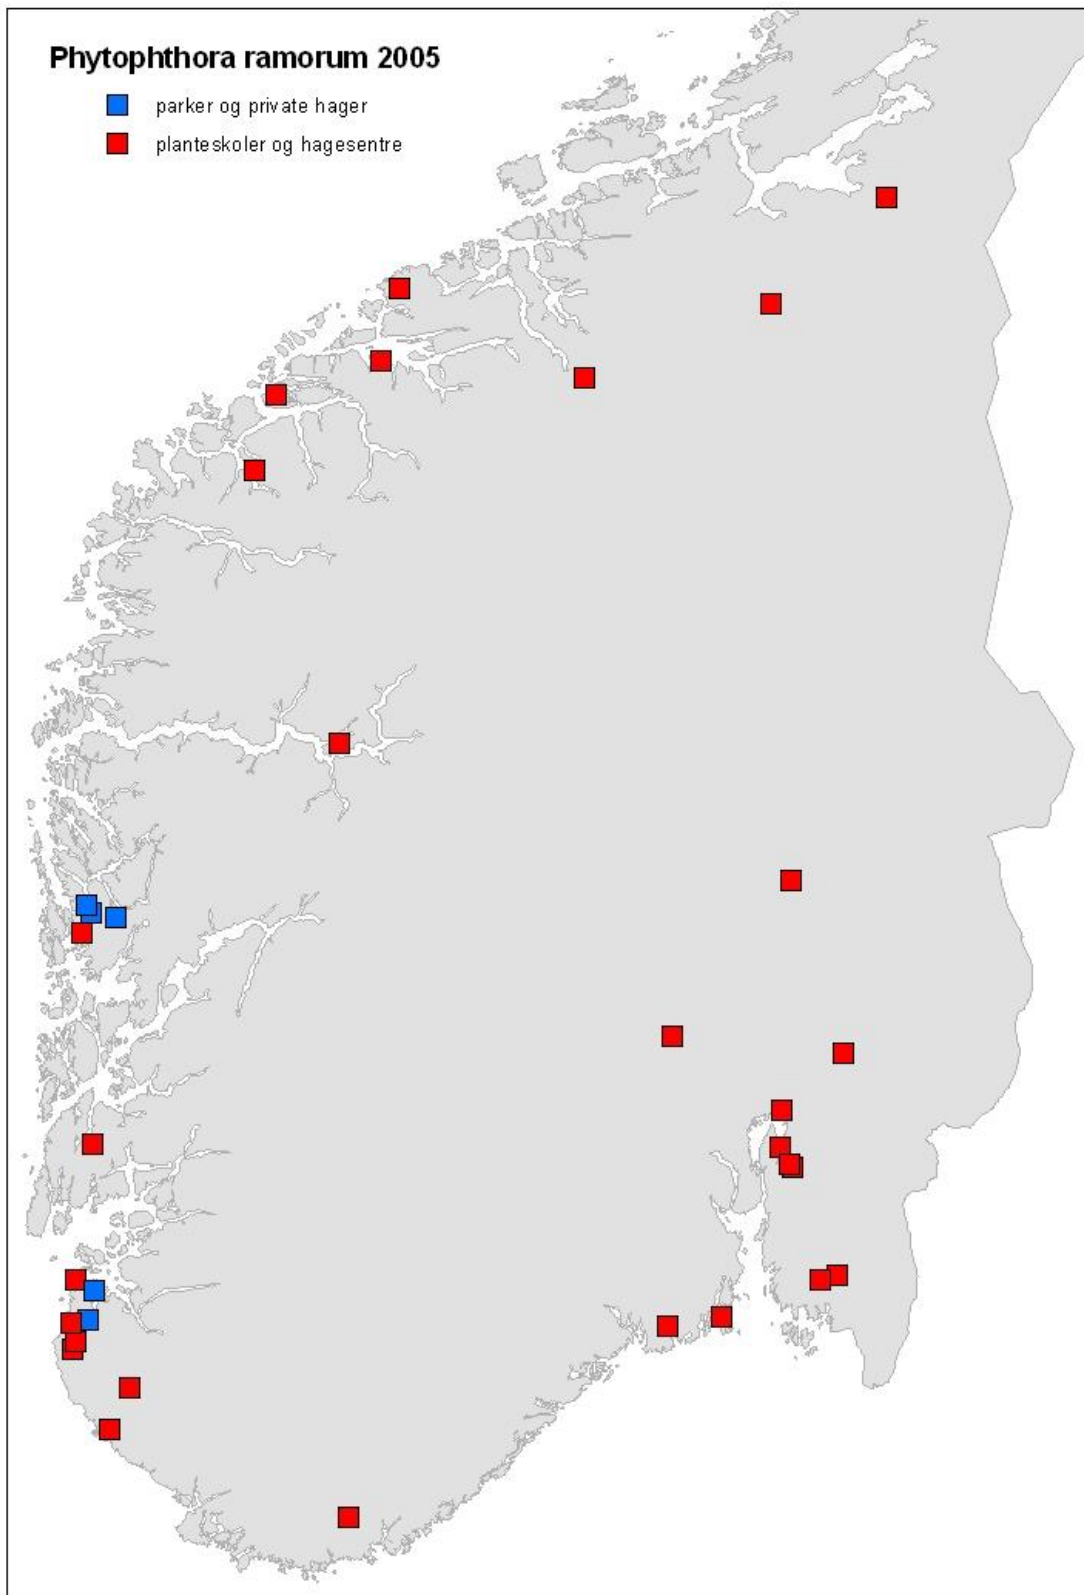 Phytophthora ramorum 2005
parker og private hager
planteskoler og hagesentre